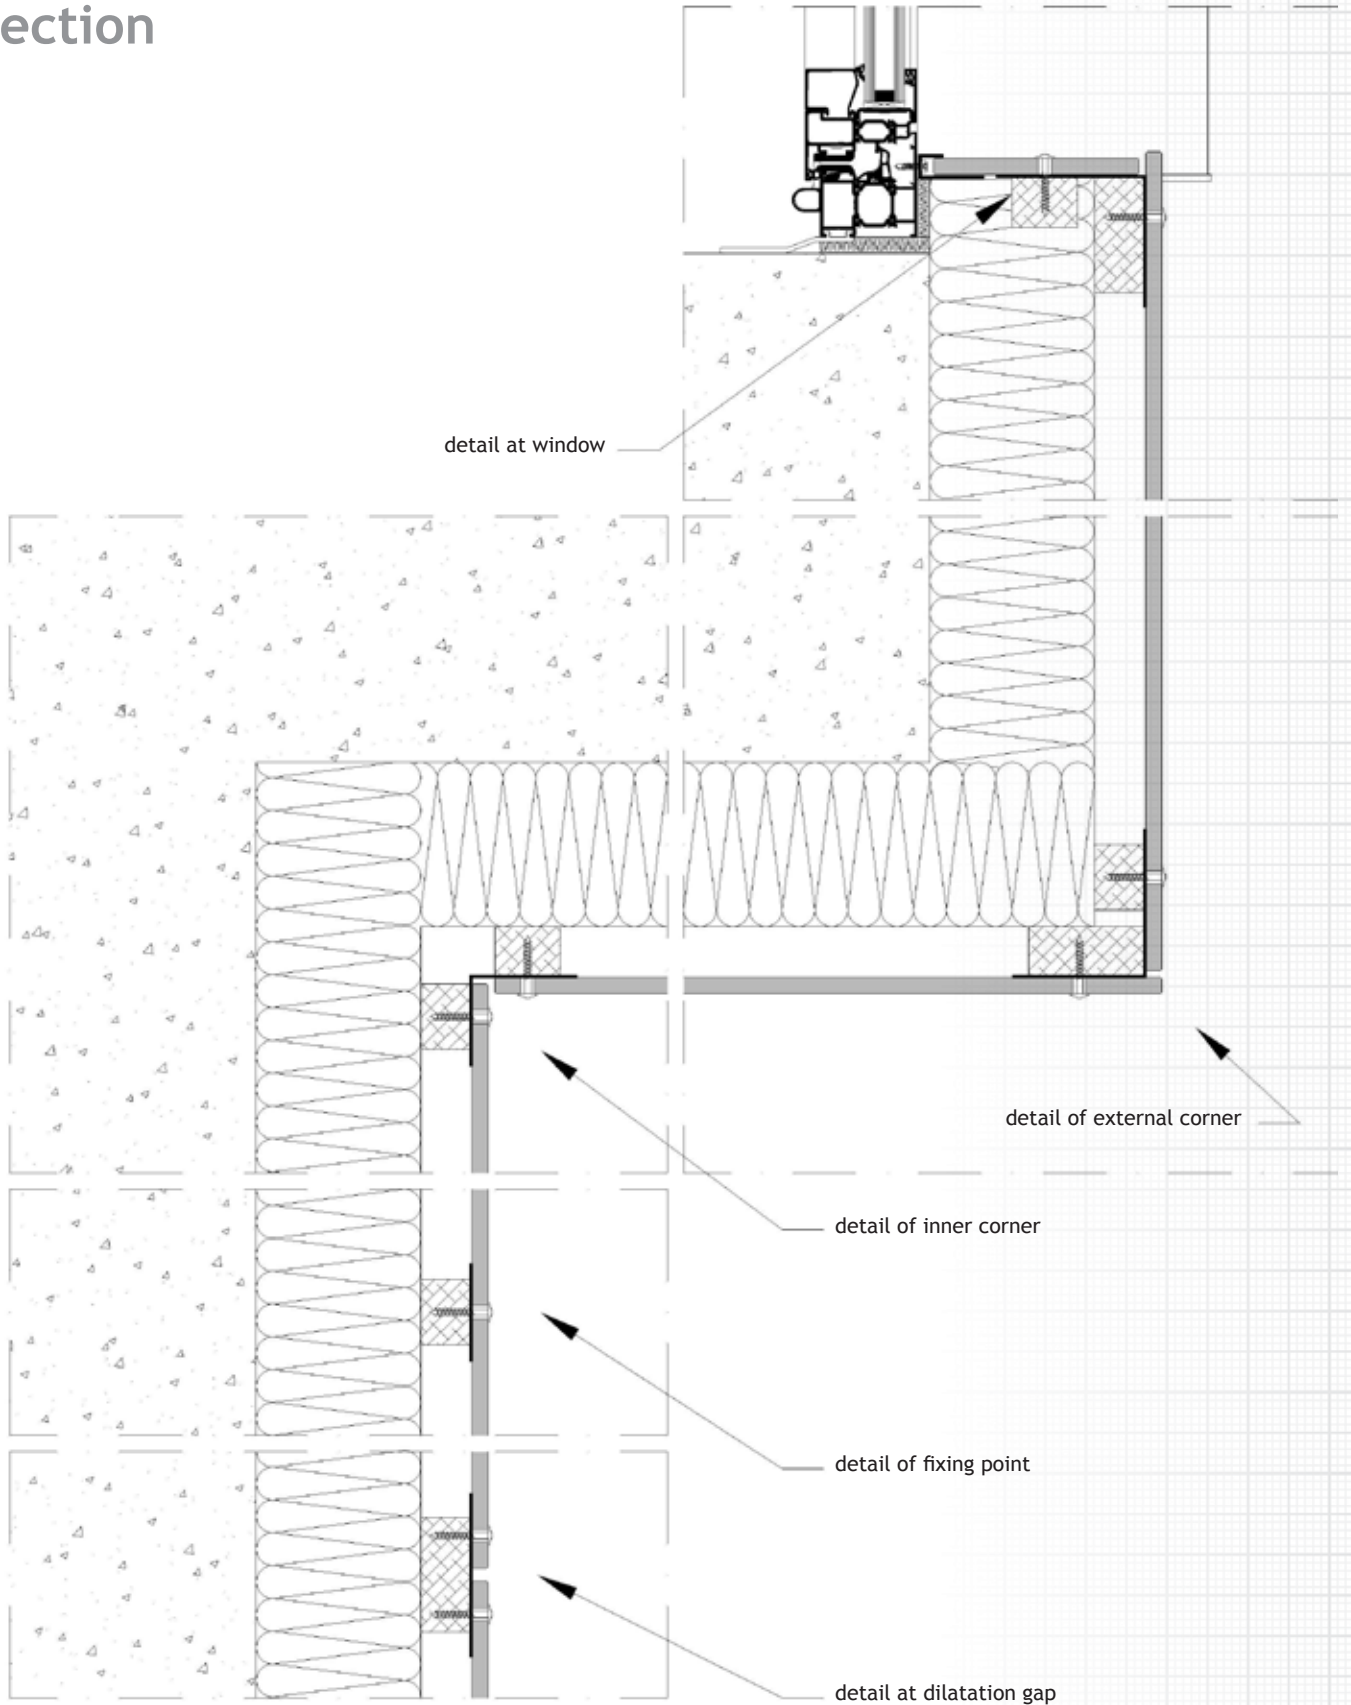 ection
detail at window
detail of external corner
detail of inner corner
detail of fixing point
detail at dilatation gap